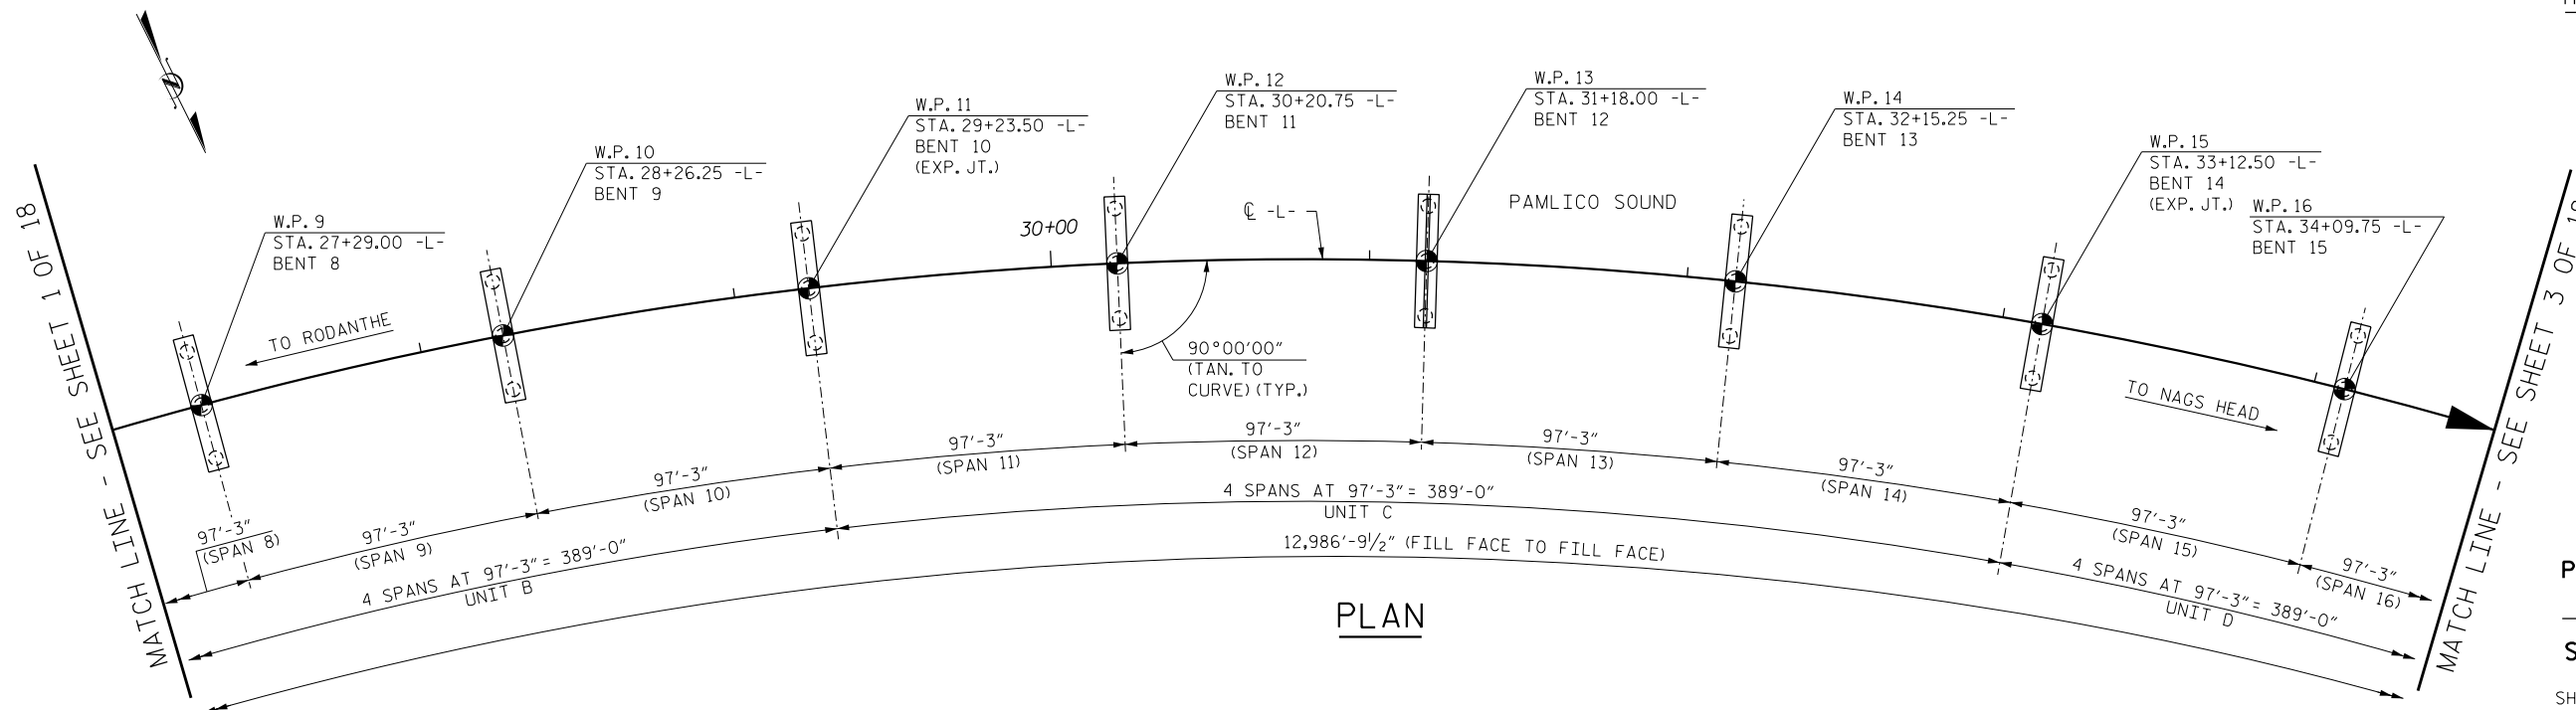 N
MATCH LINE - SEE SHEET 1 OF 18
W.P. 9
STA. 27+29.00 -L-
BENT 8
W.P. 10
STA. 28+26.25 -L-
BENT 9
W.P. 11
STA. 29+23.50 -L-
BENT 10
(EXP. JT.)
W.P. 12
STA. 30+20.75 -L-
BENT 11
W.P. 13
STA. 31+18.00 -L-
BENT 12
W.P. 14
STA. 32+15.25 -L-
BENT 13
W.P. 15
STA. 33+12.50 -L-
BENT 14
(EXP. JT.)
W.P. 16
STA. 34+09.75 -L-
BENT 15
30+00
℄ -L-
PAMLICO SOUND
TO RODANTHE
90°00'00"
(TAN. TO
CURVE) (TYP.)
TO NAGS HEAD
97'-3"
(SPAN 8)
97'-3"
(SPAN 9)
97'-3"
(SPAN 10)
97'-3"
(SPAN 11)
97'-3"
(SPAN 12)
97'-3"
(SPAN 13)
97'-3"
(SPAN 14)
97'-3"
(SPAN 15)
97'-3"
(SPAN 16)
4 SPANS AT 97'-3" = 389'-0"
UNIT B
4 SPANS AT 97'-3" = 389'-0"
UNIT C
4 SPANS AT 97'-3" = 389'-0"
UNIT D
12,986'-9½" (FILL FACE TO FILL FACE)
PLAN
MATCH LINE - SEE SHEET 3 OF
P
S
SH